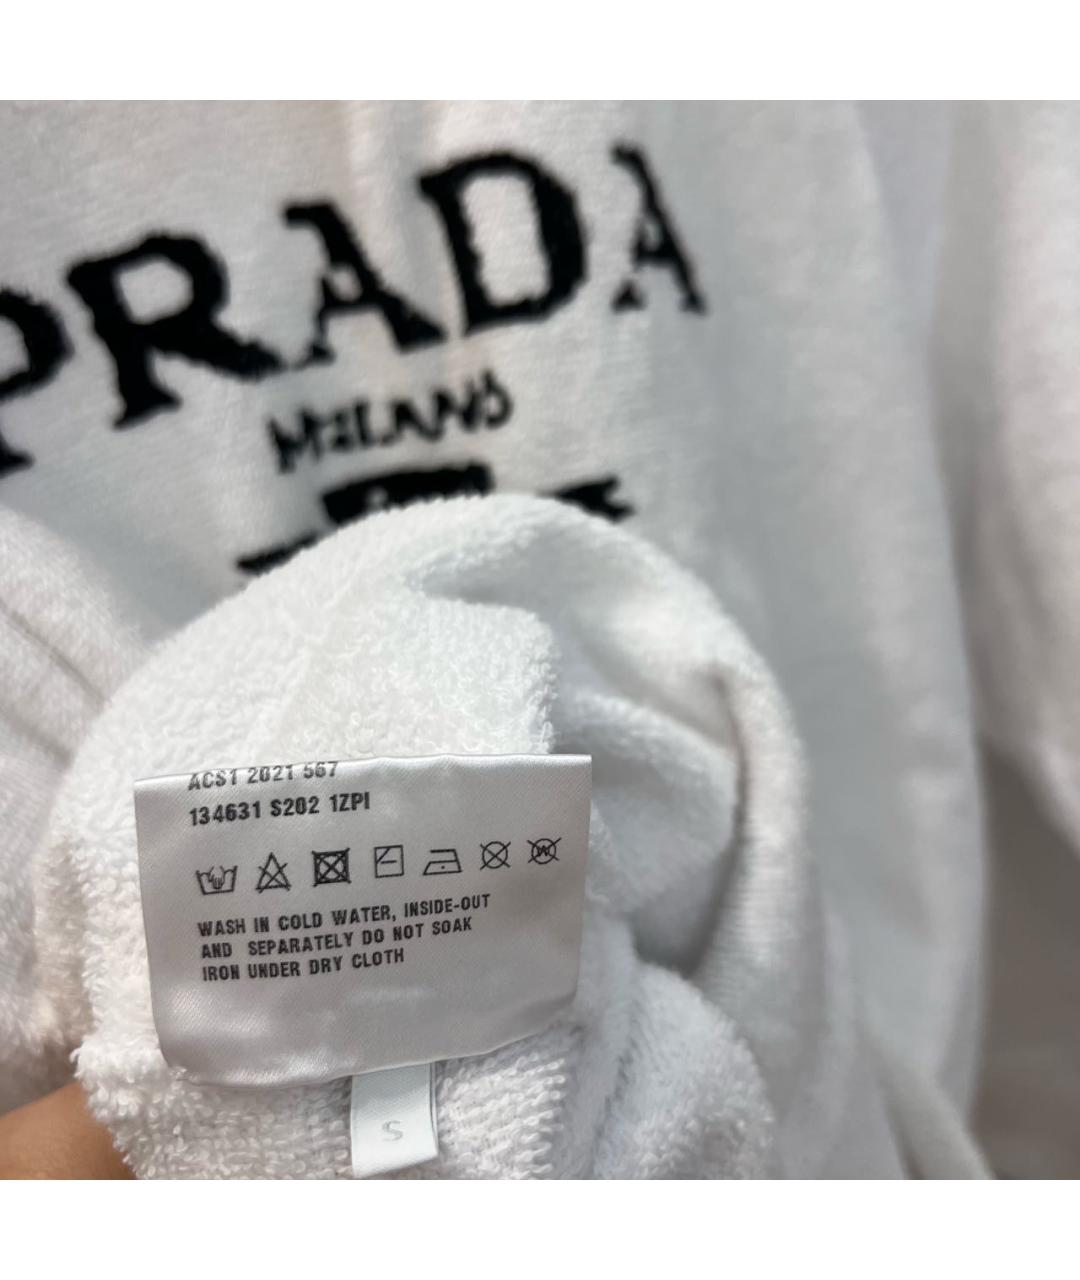 PRADA
MILANO
ACS1 2021 567
134631 S202 1ZPI
WASH IN COLD WATER, INSIDE-OUT
AND SEPARATELY DO NOT SOAK
IRON UNDER DRY CLOTH
S